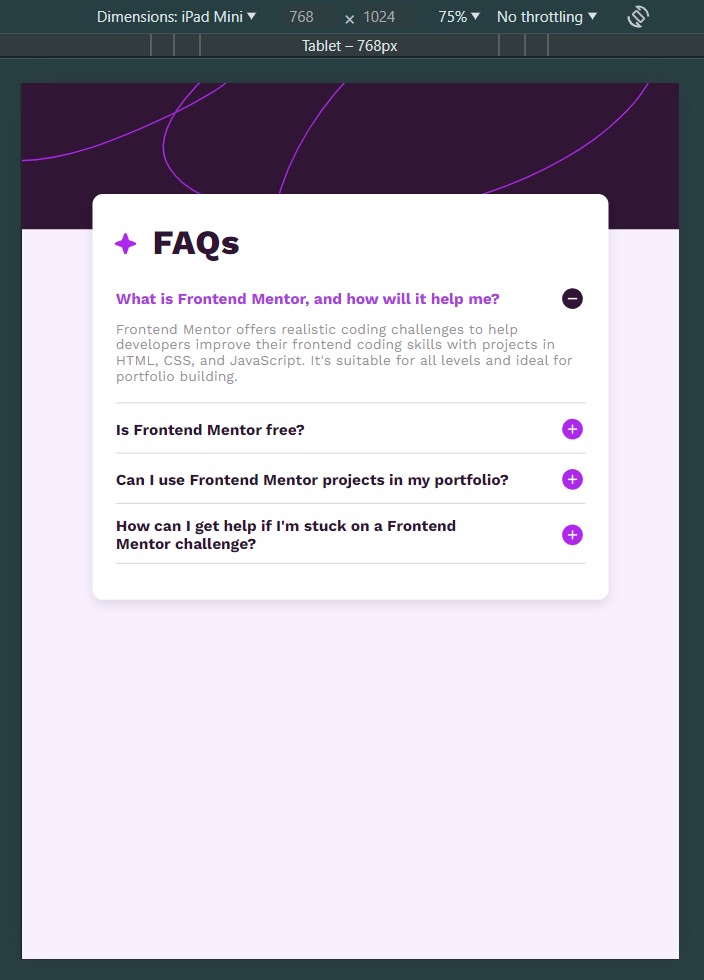 Dimensions: iPad Mini ▼ 768 × 1024 75% ▼ No throttling ▼
Tablet – 768px
FAQs
What is Frontend Mentor, and how will it help me?
Frontend Mentor offers realistic coding challenges to help
developers improve their frontend coding skills with projects in
HTML, CSS, and JavaScript. It's suitable for all levels and ideal for
portfolio building.
Is Frontend Mentor free?
Can I use Frontend Mentor projects in my portfolio?
How can I get help if I'm stuck on a Frontend
Mentor challenge?